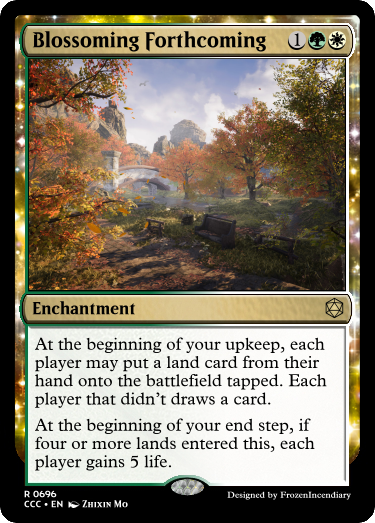 Blossoming Forthcoming 1
Enchantment
At the beginning of your upkeep, each
player may put a land card from their
hand onto the battlefield tapped. Each
player that didn't draws a card.
At the beginning of your end step, if
four or more lands entered this, each
player gains 5 life.
R 0696
CCC • EN Zhixin Mo
Designed by FrozenIncendiary